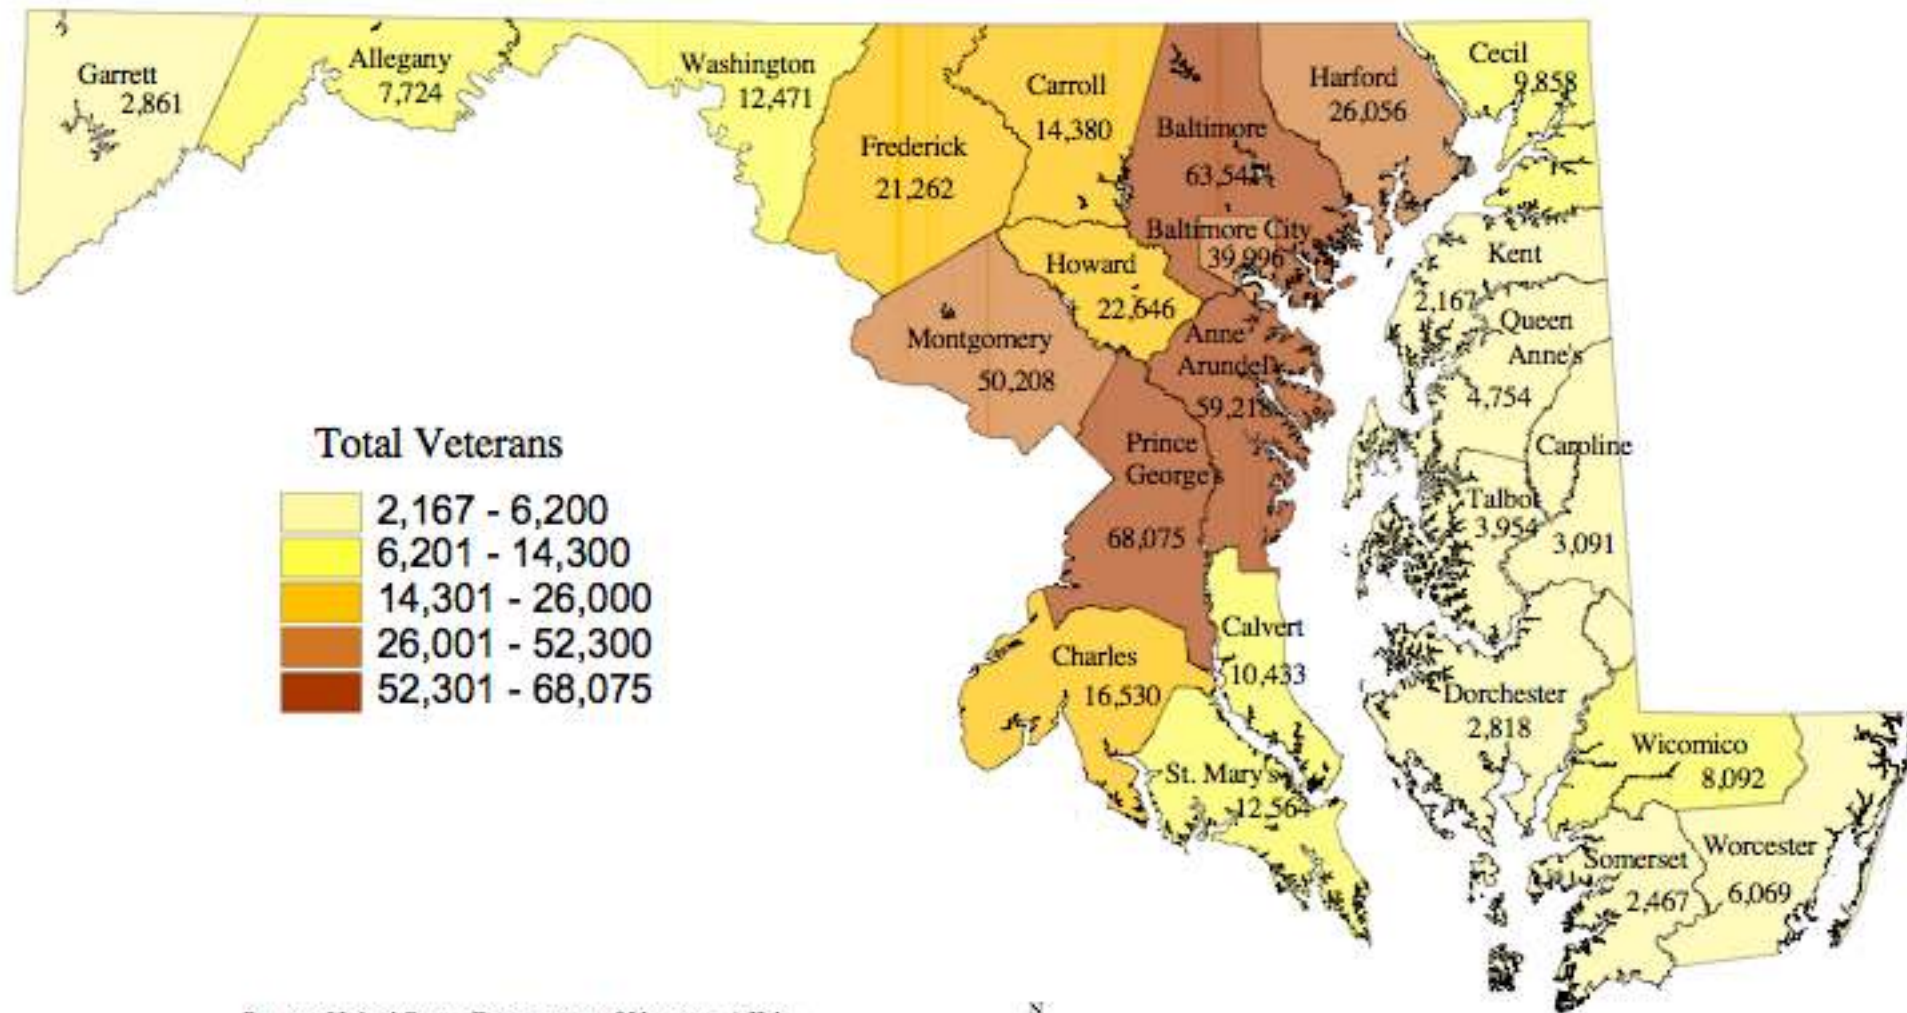 Garrett
2,861
Allegany
7,724
Washington
12,471
Frederick
21,262
Carroll
14,380
Baltimore
Harford
26,056
Cecil
9,858
Baltimore City
39,996
Howard
22,646
Montgomery
50,208
Anne
Arundel
59,218
Prince
George's
68,075
Kent
2,167
Queen
Anne's
4,754
Caroline
3,091
Talbot
3,954
Calvert
10,433
Charles
16,530
St. Mary's
12,564
Dorchester
2,818
Wicomico
8,092
Somerset
2,467
Worcester
6,069
Total Veterans
2,167 - 6,200
6,201 - 14,300
14,301 - 26,000
26,001 - 52,300
52,301 - 68,075
N